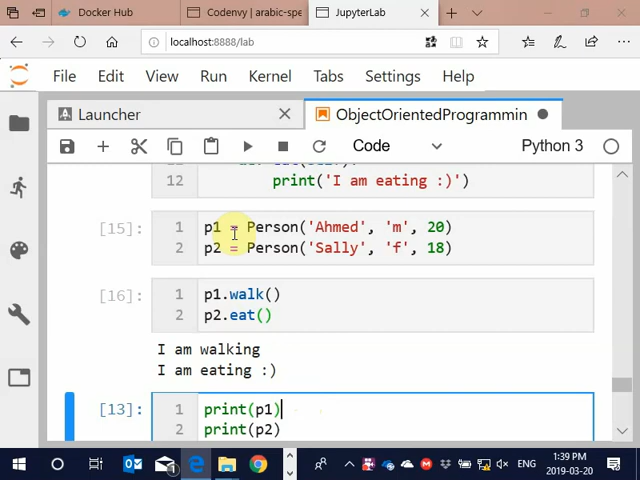 Docker Hub
Codenvy | arabic-spe
JupyterLab
localhost:8888/lab
File Edit View Run Kernel Tabs Settings Help
Launcher
ObjectOrientedProgrammin
Code
Python 3
12 print('I am eating :)')
[15]: 1 p1 = Person('Ahmed', 'm', 20)
2 p2 = Person('Sally', 'f', 18)
[16]: 1 p1.walk()
2 p2.eat()
I am walking
I am eating :)
[13]: 1 print(p1)
2 print(p2)
ENG
1:39 PM
2019-03-20